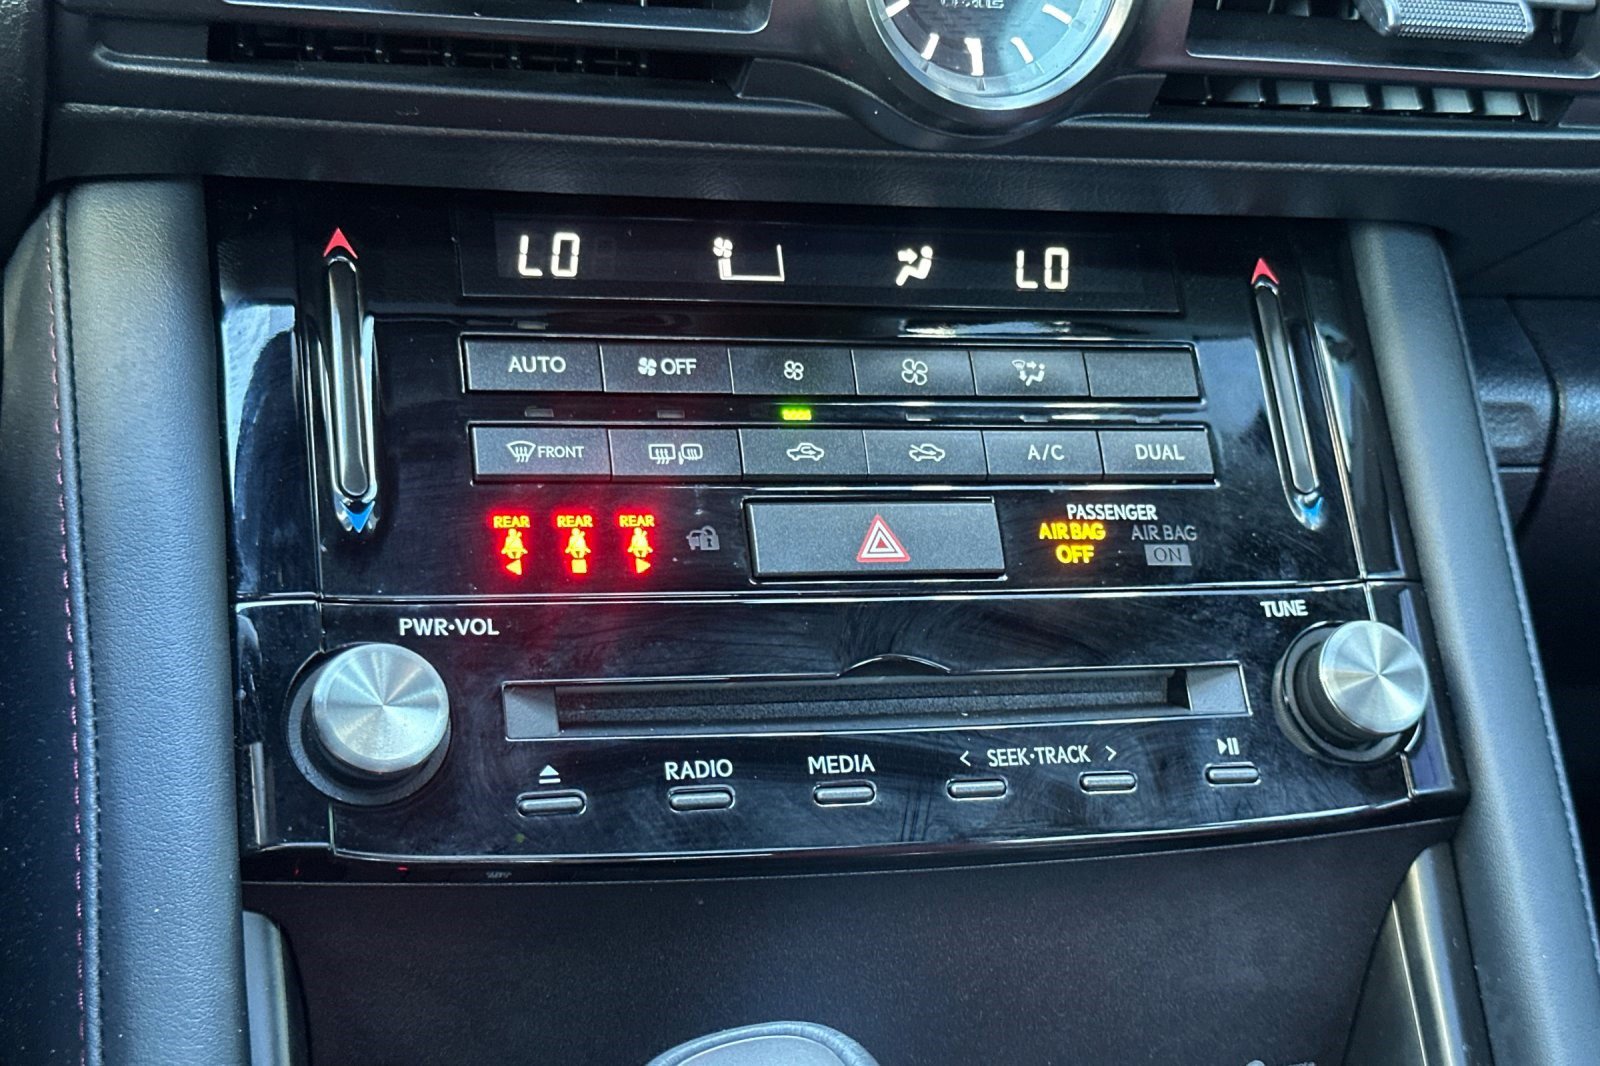 LO LO
AUTO OFF
FRONT A/C DUAL
REAR REAR REAR
PASSENGER
AIR BAG OFF AIR BAG ON
PWR•VOL TUNE
RADIO MEDIA < SEEK•TRACK >